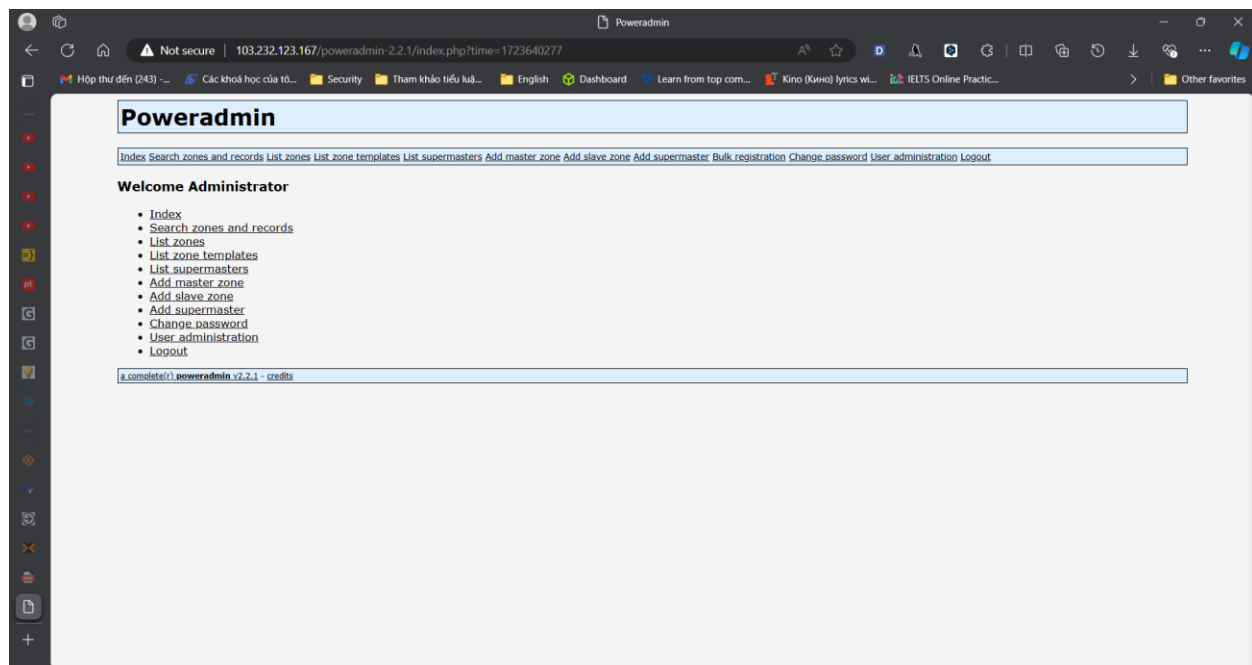 Poweradmin
Not secure | 103.232.123.167/poweradmin-2.2.1/index.php?time=1723640277
Hộp thư đến (243) -... Các khoá học của tô... Security Tham khảo tiểu luậ... English Dashboard Learn from top com... Kino (Кино) lyrics wi... IELTS Online Practic... Other favorites
Poweradmin
Index Search zones and records List zones List zone templates List supermasters Add master zone Add slave zone Add supermaster Bulk registration Change password User administration Logout
Welcome Administrator
Index
Search zones and records
List zones
List zone templates
List supermasters
Add master zone
Add slave zone
Add supermaster
Change password
User administration
Logout
a complete(r) poweradmin v2.2.1 - credits